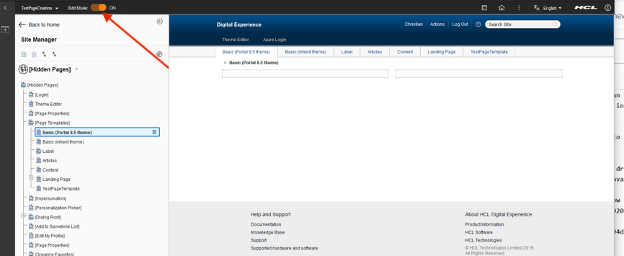 TestPageCreation
Edit Mode: ON
English
HCL
Back to home
Site Manager
[Hidden Pages]
[Hidden Pages]
[Login]
Theme Editor
[Page Properties]
[Page Templates]
Basic (Portal 8.5 theme)
Basic (Inherit theme)
Label
Articles
Content
Landing Page
TestPageTemplate
[Impersonation]
[Personalization Picker]
[Dialog Root]
[Add to Sametime List]
[Edit My Profile]
[Page Properties]
[Organize Favorites]
Digital Experience
Christian Actions Log Out
Search Site
Theme Editor Azure Login
Basic (Portal 8.5 theme) Basic (Inherit theme) Label Articles Content Landing Page TestPageTemplate
Basic (Portal 8.5 theme)
Help and Support
Documentation
Knowledge Base
Support
Supported hardware and software
About HCL Digital Experience
Product Information
HCL Software
HCL Technologies
© HCL Technologies Limited 2018
All Rights Reserved.